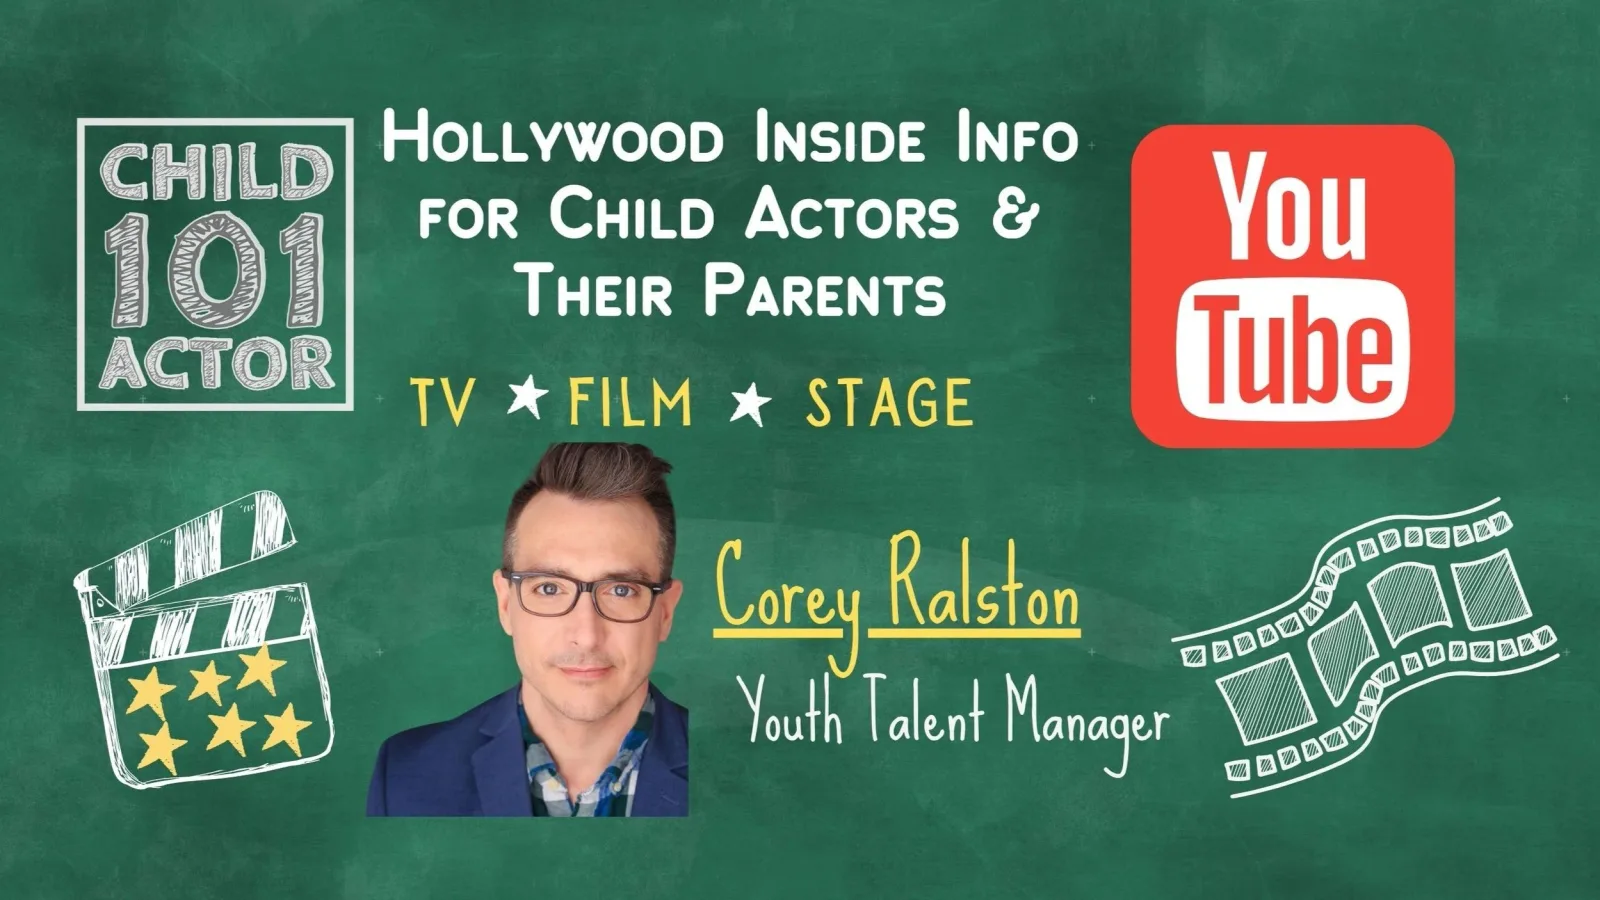 CHILD
101
ACTOR
HOLLYWOOD INSIDE INFO
FOR CHILD ACTORS &
THEIR PARENTS
TV ★ FILM ★ STAGE
You
Tube
Corey Ralston
Youth Talent Manager